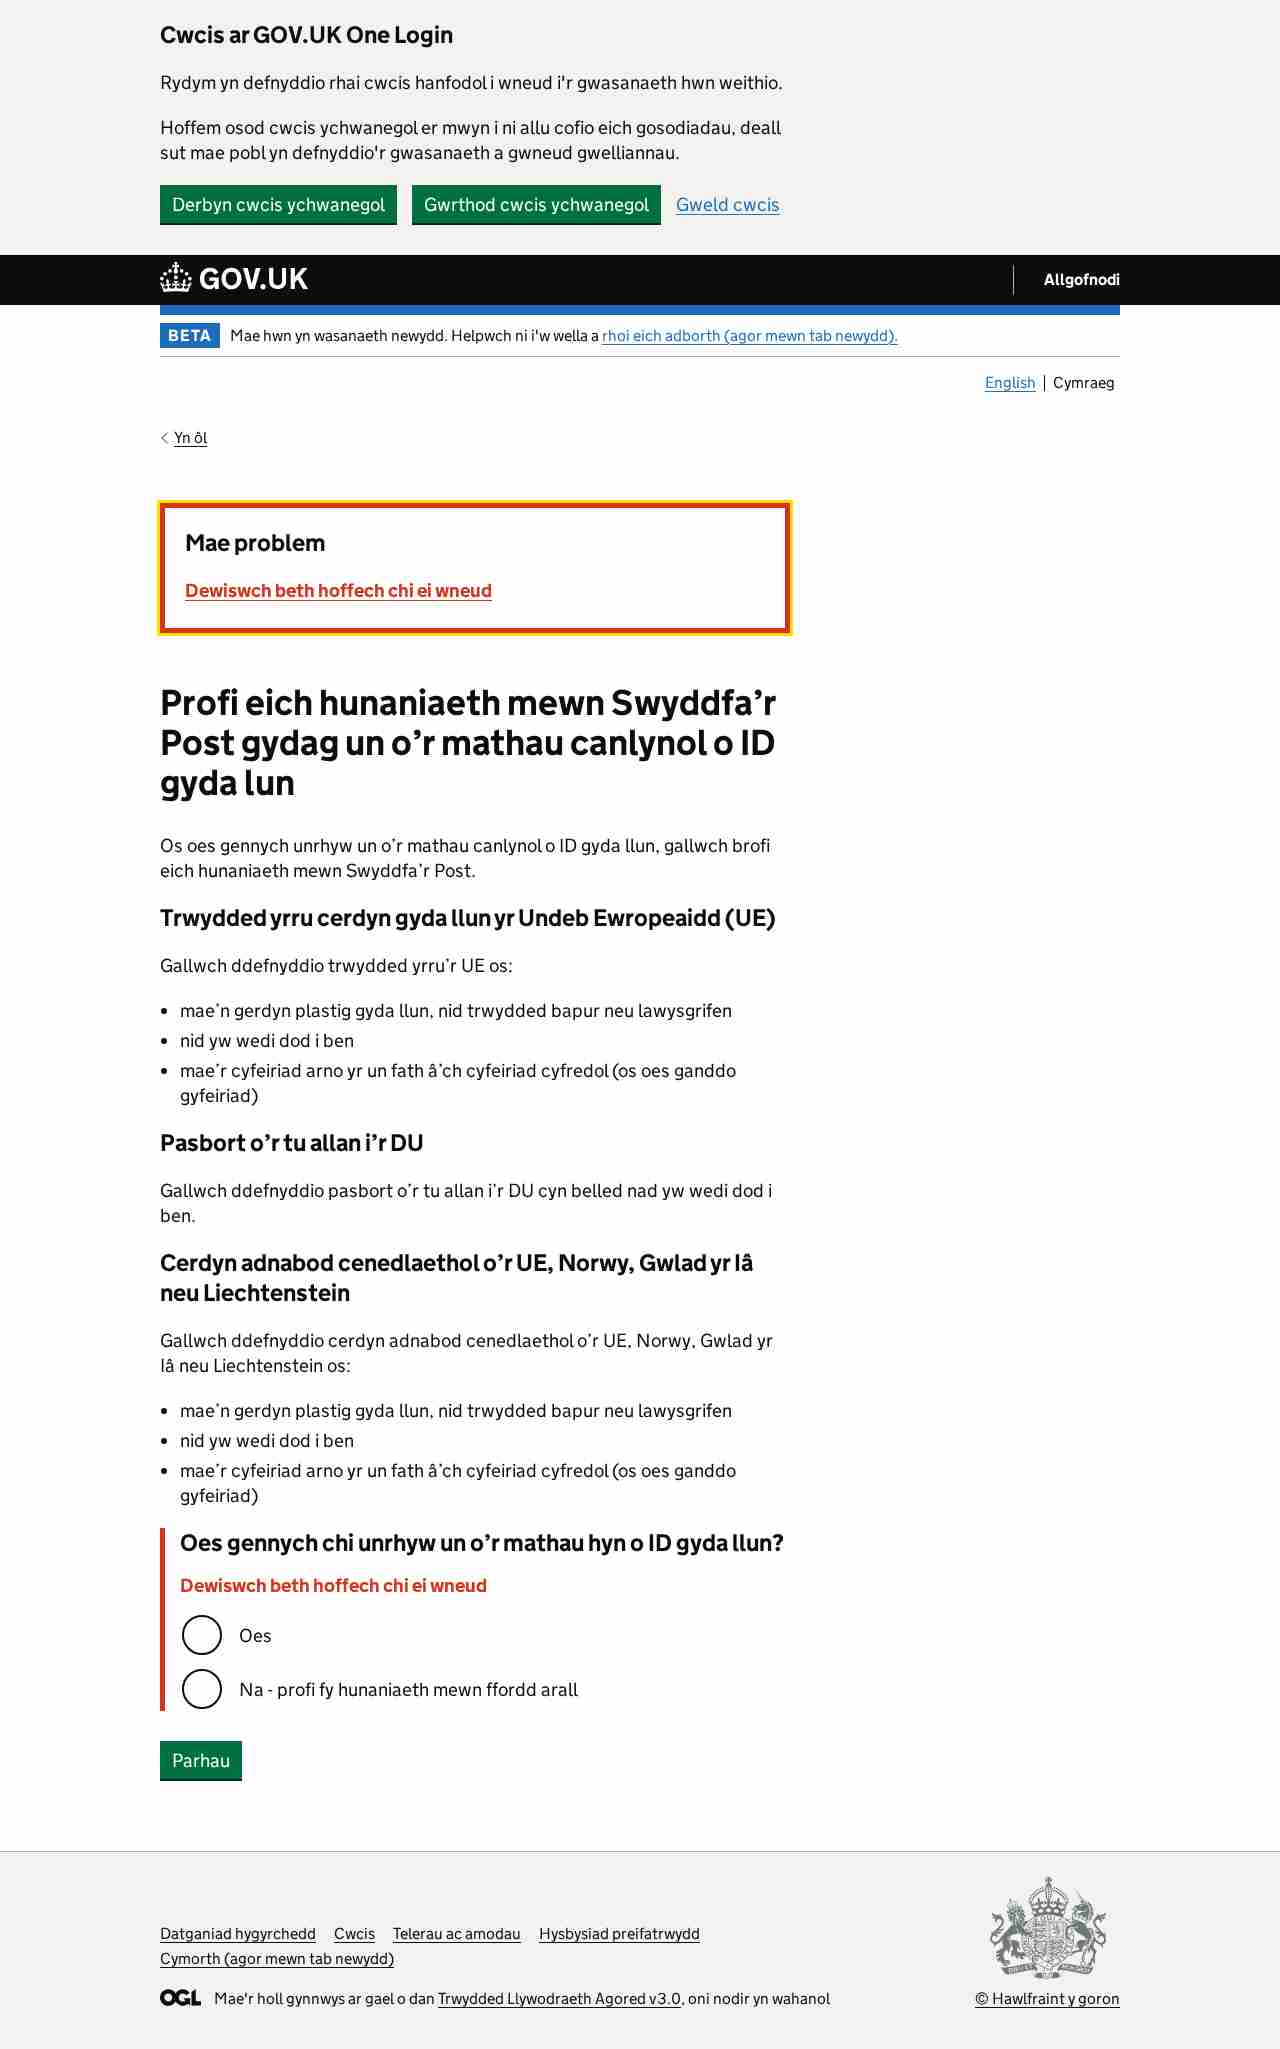 Cwcis ar GOV.UK One Login
Rydym yn defnyddio rhai cwcis hanfodol i wneud i'r gwasanaeth hwn weithio.
Hoffem osod cwcis ychwanegol er mwyn i ni allu cofio eich gosodiadau, deall
sut mae pobl yn defnyddio'r gwasanaeth a gwneud gwelliannau.
Derbyn cwcis ychwanegol Gwrthod cwcis ychwanegol Gweld cwcis
GOV.UK Allgofnodi
BETA Mae hwn yn wasanaeth newydd. Helpwch ni i'w wella a rhoi eich adborth (agor mewn tab newydd).
English Cymraeg
Yn ôl
Mae problem
Dewiswch beth hoffech chi ei wneud
Profi eich hunaniaeth mewn Swyddfa’r
Post gydag un o’r mathau canlynol o ID
gyda lun
Os oes gennych unrhyw un o’r mathau canlynol o ID gyda llun, gallwch brofi
eich hunaniaeth mewn Swyddfa’r Post.
Trwydded yrru cerdyn gyda llun yr Undeb Ewropeaidd (UE)
Gallwch ddefnyddio trwydded yrru’r UE os:
• mae’n gerdyn plastig gyda llun, nid trwydded bapur neu lawysgrifen
• nid yw wedi dod i ben
• mae’r cyfeiriad arno yr un fath â’ch cyfeiriad cyfredol (os oes ganddo
gyfeiriad)
Pasbort o’r tu allan i’r DU
Gallwch ddefnyddio pasbort o’r tu allan i’r DU cyn belled nad yw wedi dod i
ben.
Cerdyn adnabod cenedlaethol o’r UE, Norwy, Gwlad yr Iâ
neu Liechtenstein
Gallwch ddefnyddio cerdyn adnabod cenedlaethol o’r UE, Norwy, Gwlad yr
Iâ neu Liechtenstein os:
• mae’n gerdyn plastig gyda llun, nid trwydded bapur neu lawysgrifen
• nid yw wedi dod i ben
• mae’r cyfeiriad arno yr un fath â’ch cyfeiriad cyfredol (os oes ganddo
gyfeiriad)
Oes gennych chi unrhyw un o’r mathau hyn o ID gyda llun?
Dewiswch beth hoffech chi ei wneud
Oes
Na - profi fy hunaniaeth mewn ffordd arall
Parhau
Datganiad hygyrchedd Cwcis Telerau ac amodau Hysbysiad preifatrwydd
Cymorth (agor mewn tab newydd)
OGL Mae'r holl gynnwys ar gael o dan Trwydded Llywodraeth Agored v3.0, oni nodir yn wahanol
© Hawlfraint y goron